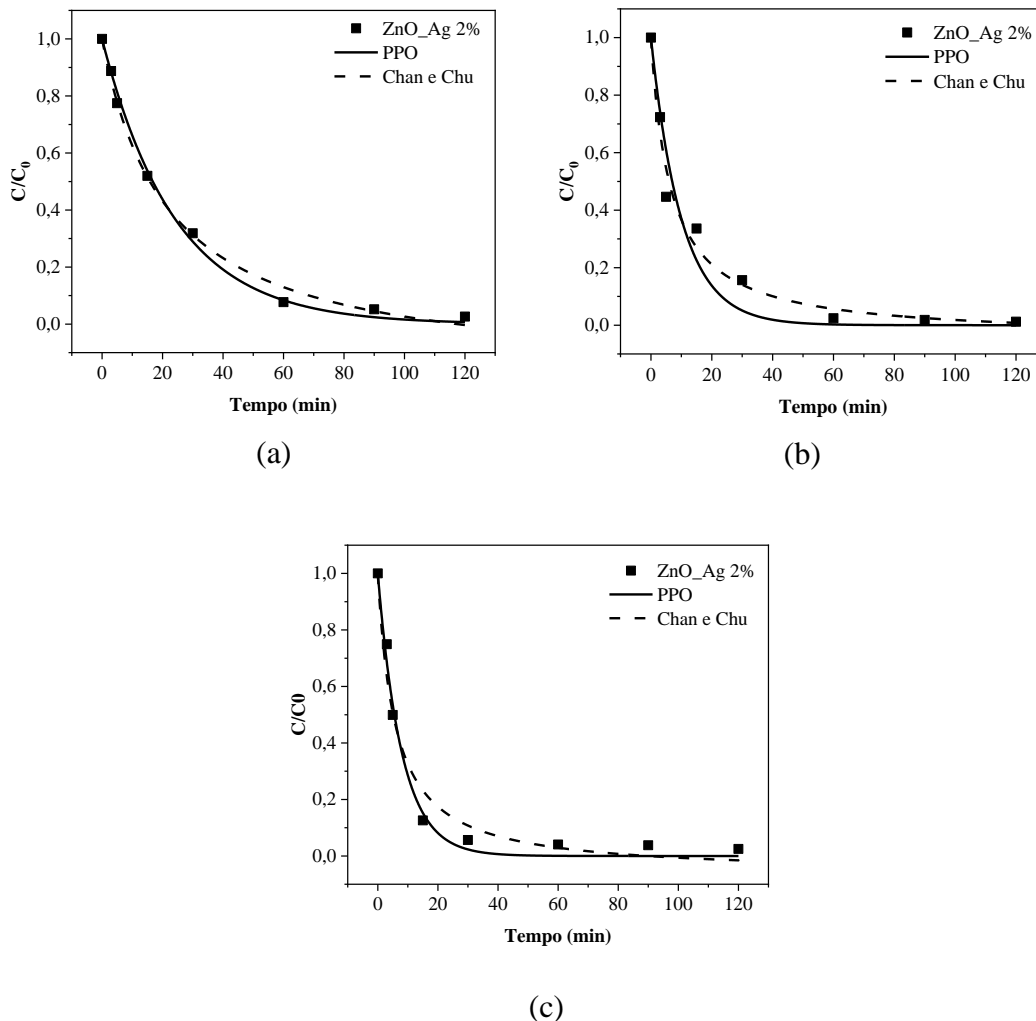 1,0
0,8
0,6
0,4
0,2
0,0
C/C₀
ZnO_Ag 2%
PPO
Chan e Chu
0 20 40 60 80 100 120
Tempo (min)
(a)
1,0
0,8
0,6
0,4
0,2
0,0
C/C₀
ZnO_Ag 2%
PPO
Chan e Chu
0 20 40 60 80 100 120
Tempo (min)
(b)
1,0
0,8
0,6
0,4
0,2
0,0
C/C0
ZnO_Ag 2%
PPO
Chan e Chu
0 20 40 60 80 100 120
Tempo (min)
(c)